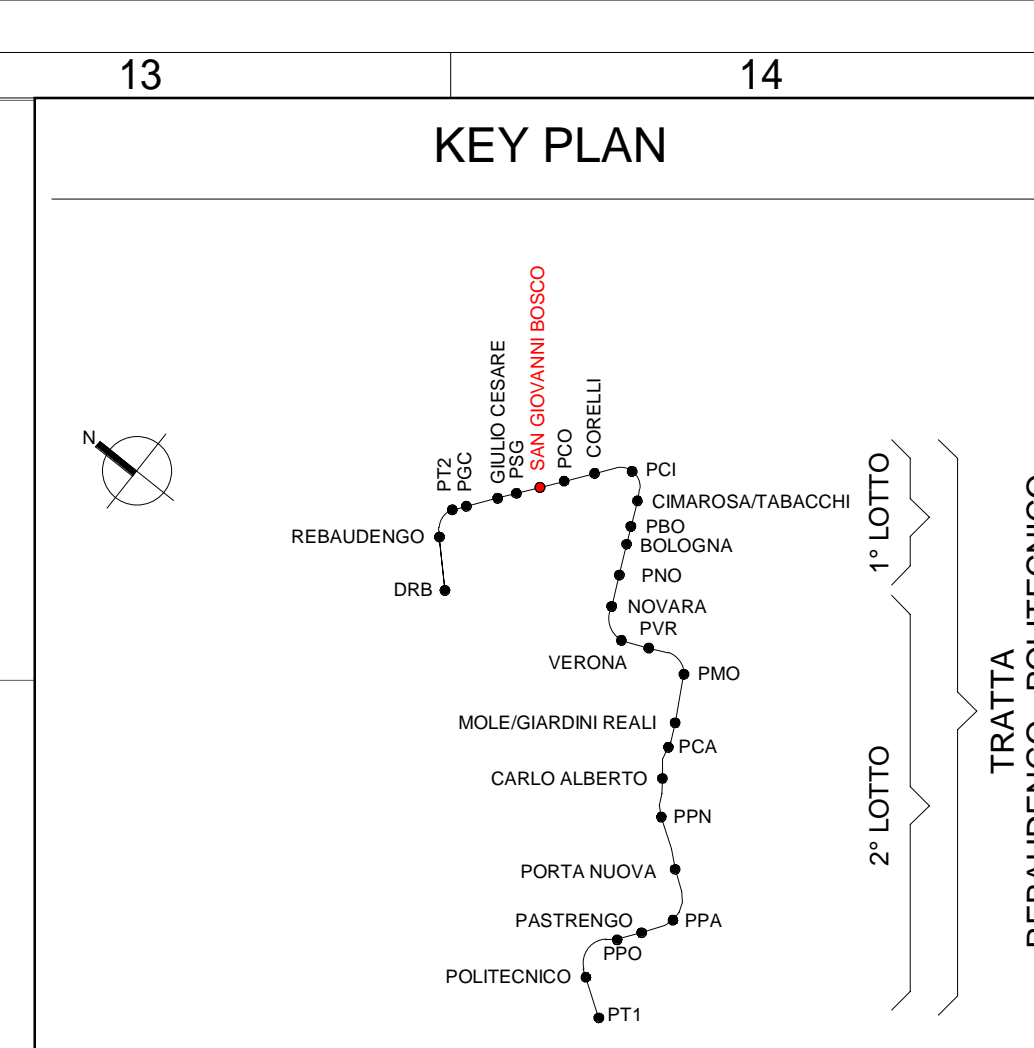 13
14
KEY PLAN
N
SAN GIOVANNI BOSCO
GIULIO CESARE
CORELLI
PT2
PGC
PSG
PCO
PCI
CIMAROSA/TABACCHI
REBAUDENGO
PBO
BOLOGNA
PNO
DRB
NOVARA
PVR
VERONA
PMO
MOLE/GIARDINI REALI
PCA
CARLO ALBERTO
PPN
PORTA NUOVA
PASTRENGO
PPA
PPO
POLITECNICO
PT1
1° LOTTO
2° LOTTO
TRATTA
REBAUDENGO - POLITECNICO